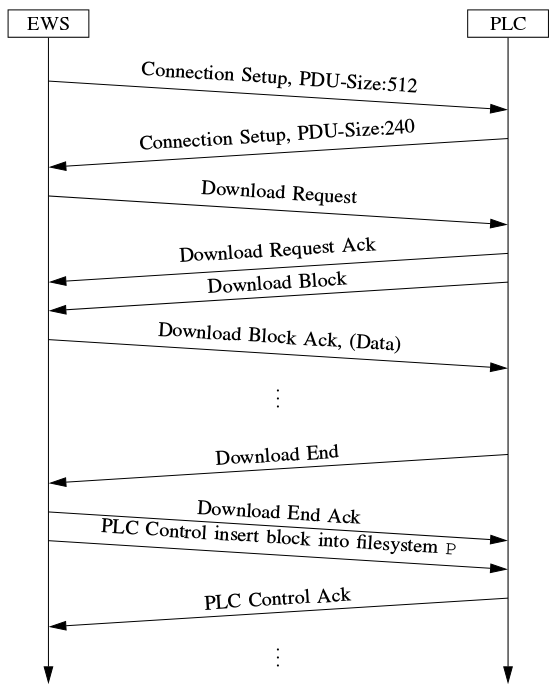 EWS
PLC
Connection Setup, PDU-Size:512
Connection Setup, PDU-Size:240
Download Request
Download Request Ack
Download Block
Download Block Ack, (Data)
⋮
Download End
Download End Ack
PLC Control insert block into filesystem P
PLC Control Ack
⋮